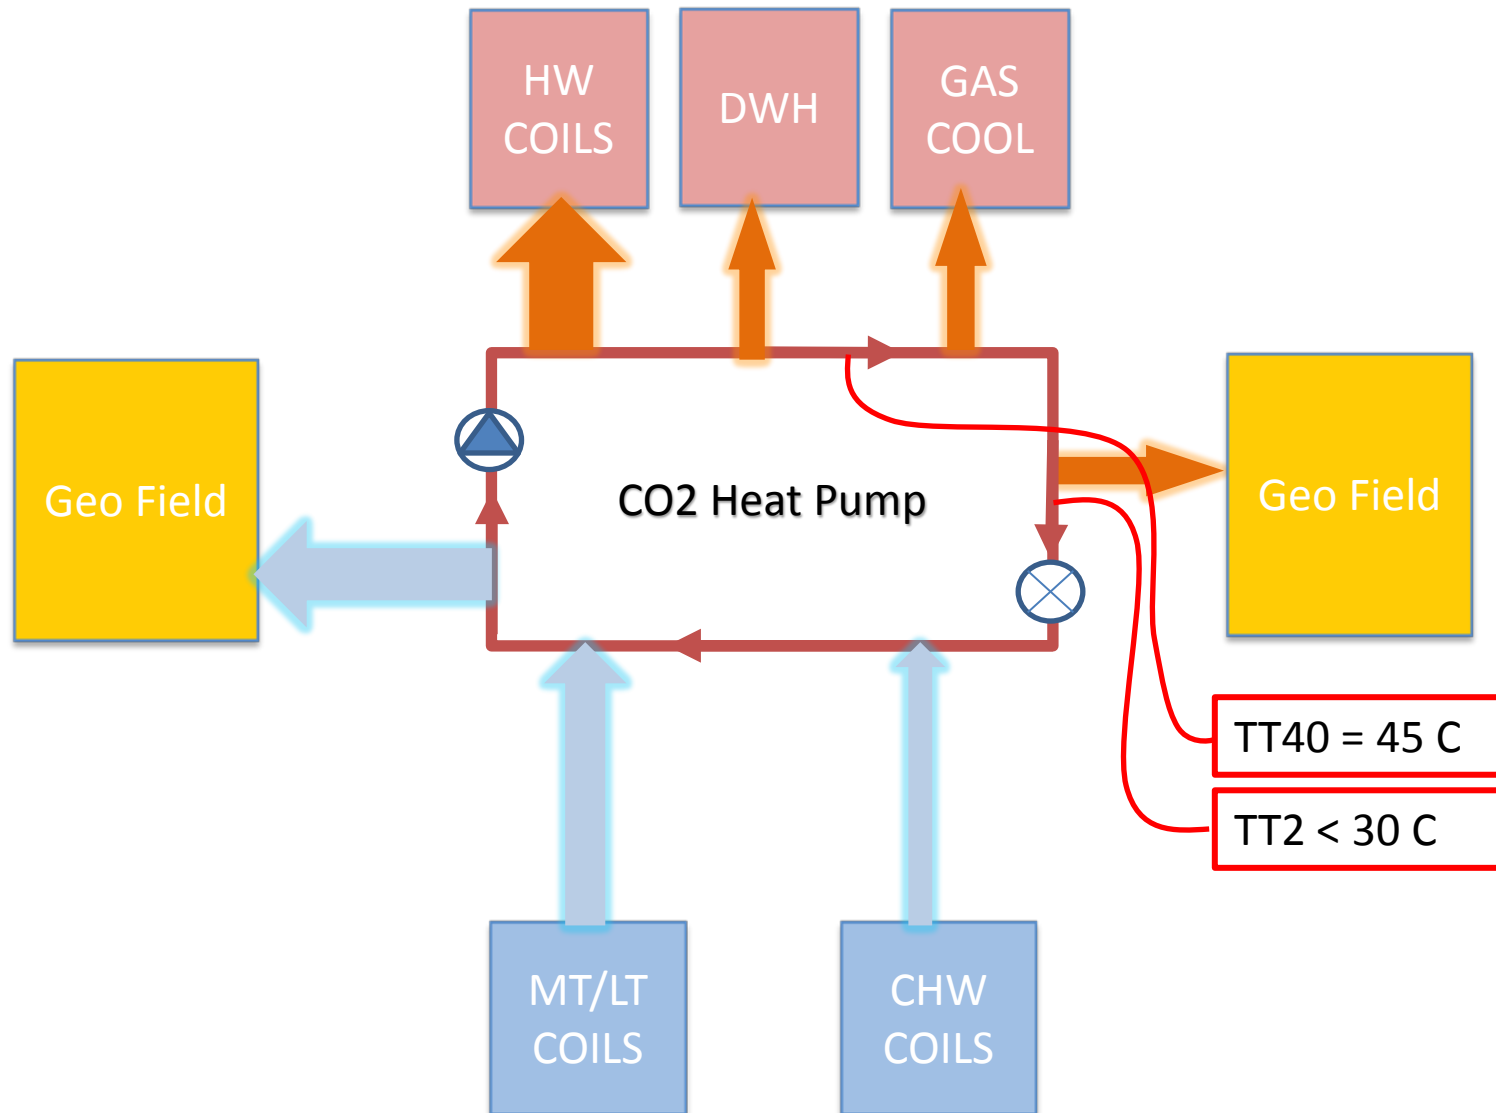 HW
COILS
DWH
GAS
COOL
Geo Field
CO2 Heat Pump
Geo Field
TT40 = 45 C
TT2 < 30 C
MT/LT
COILS
CHW
COILS